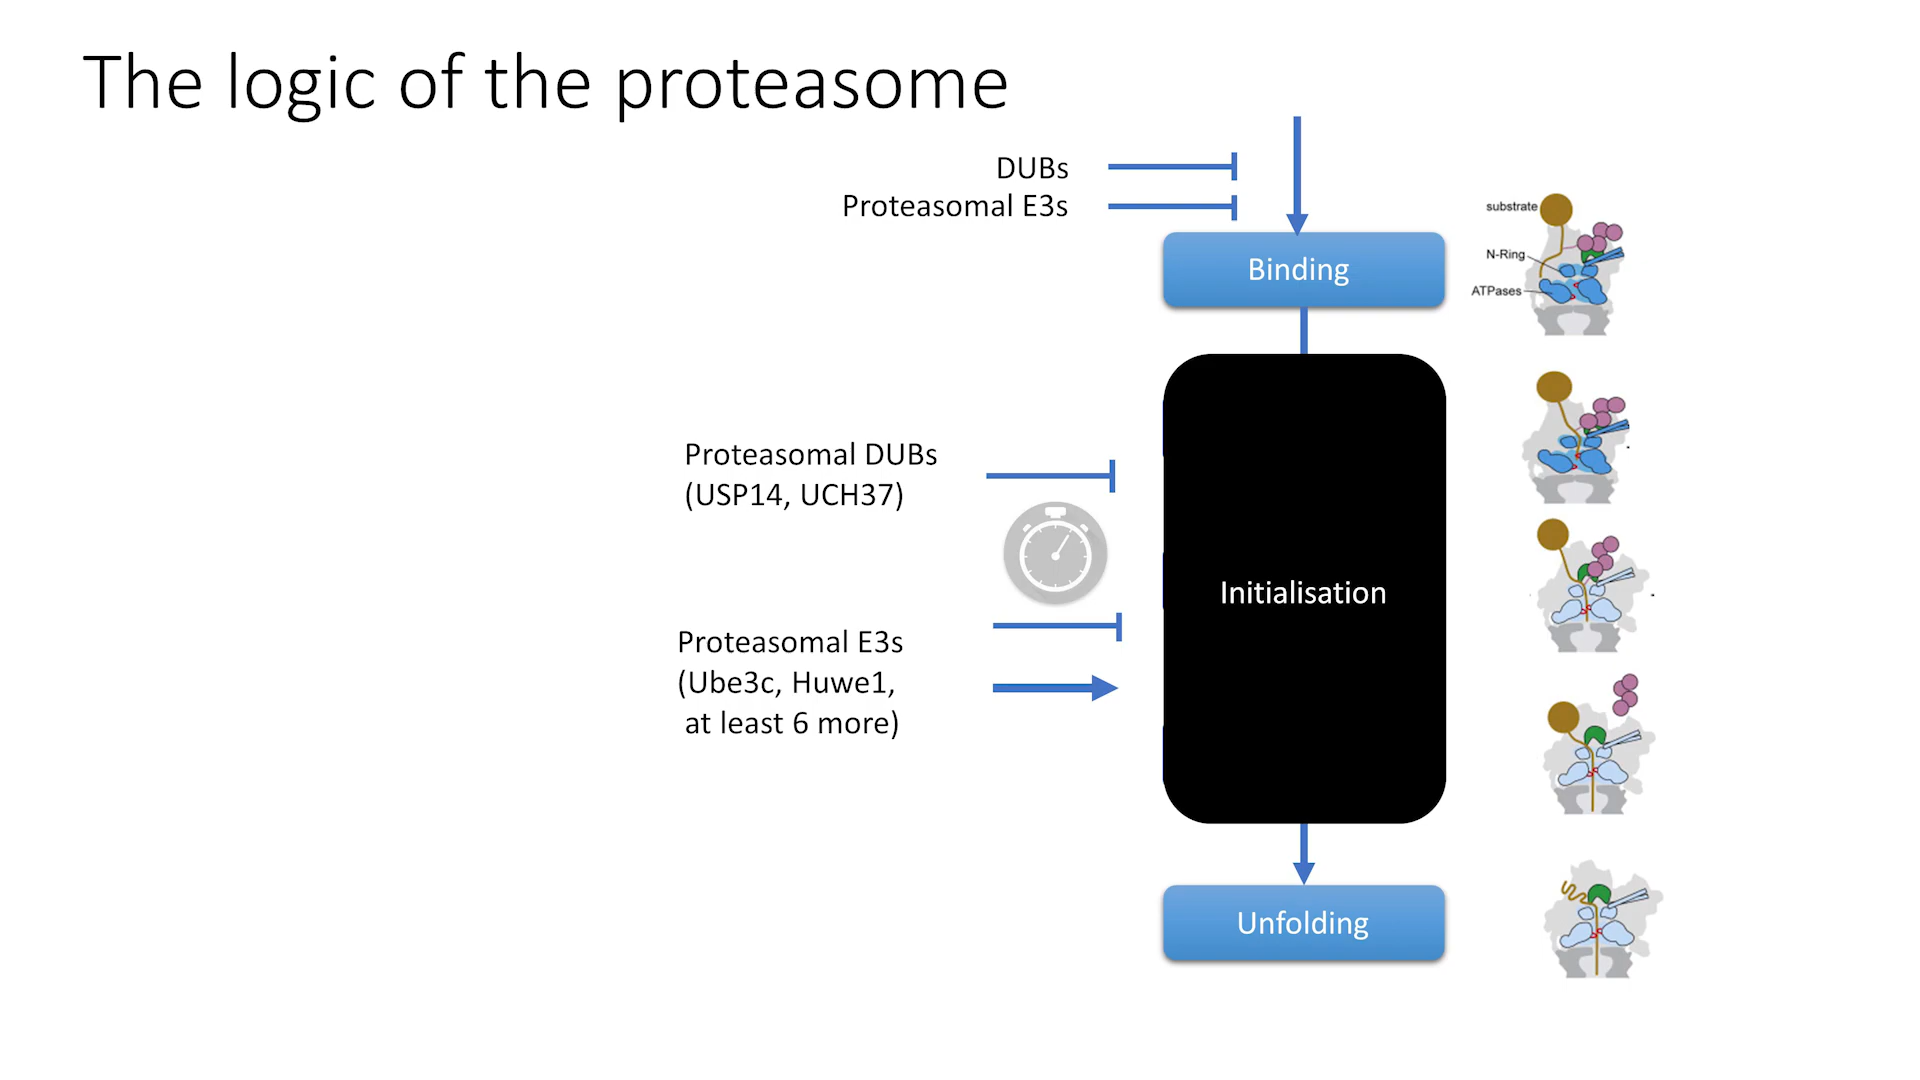 The logic of the proteasome
DUBs
Proteasomal E3s
Binding
substrate
N-Ring
ATPases
Proteasomal DUBs
(USP14, UCH37)
Initialisation
Proteasomal E3s
(Ube3c, Huwe1,
at least 6 more)
Unfolding